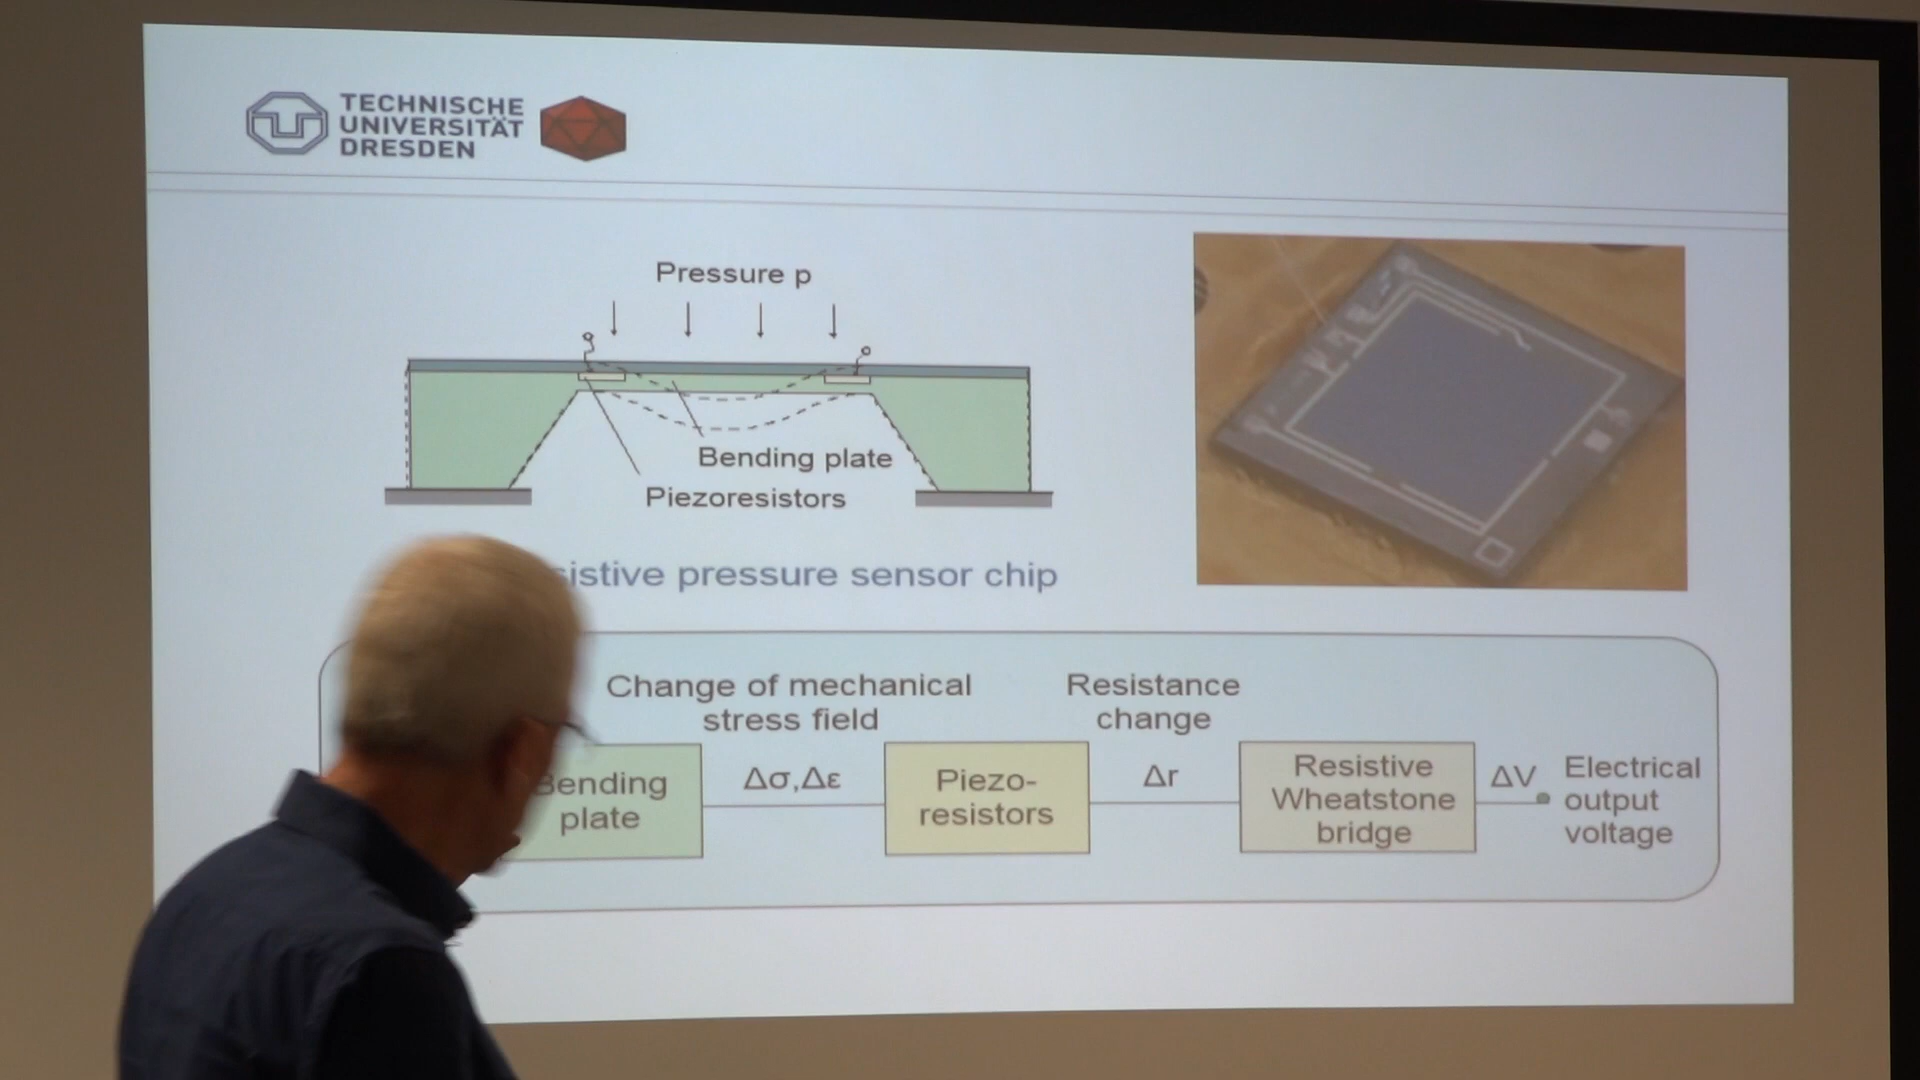 TECHNISCHE
UNIVERSITÄT
DRESDEN
Pressure p
Bending plate
Piezoresistors
pressure sensor chip
Change of mechanical
stress field
Resistance
change
Bending
plate
Δσ,Δε
Piezo-
resistors
Δr
Resistive
Wheatstone
bridge
ΔV
Electrical
output
voltage